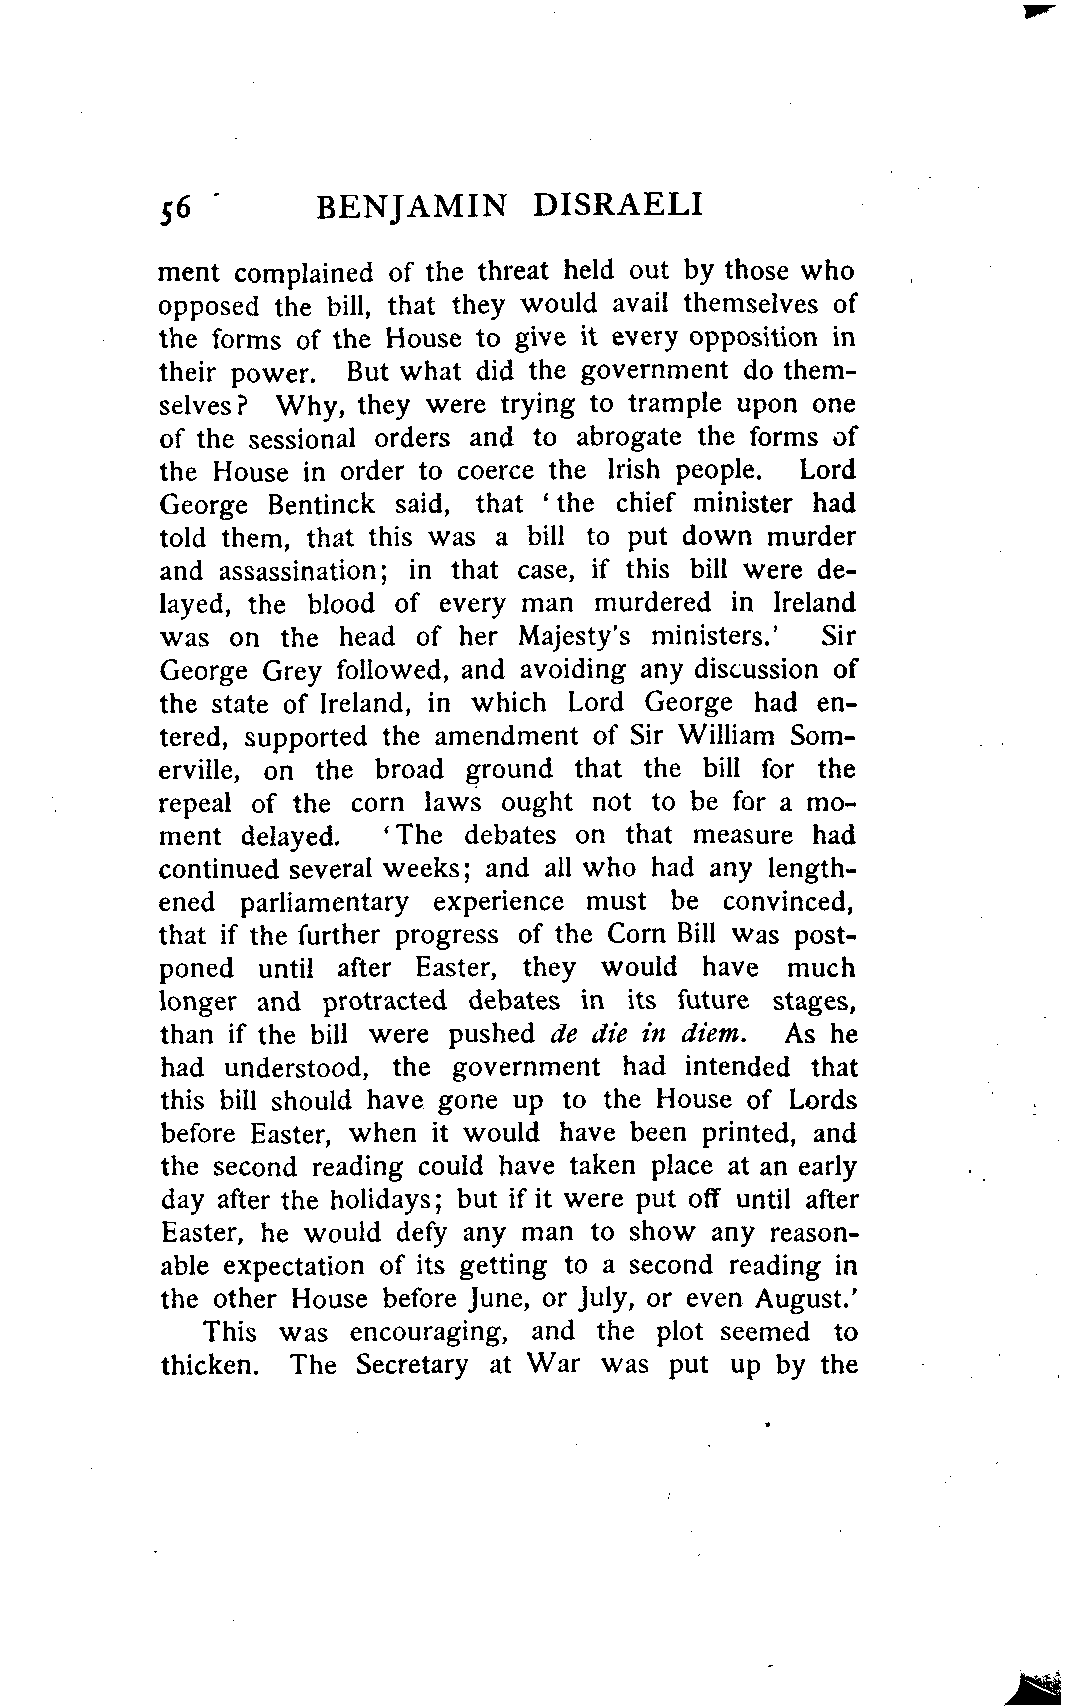 56 BENJAMIN DISRAELI
ment complained of the threat held out by those who
opposed the bill, that they would avail themselves of
the forms of the House to give it every opposition in
their power. But what did the government do them-
selves? Why, they were trying to trample upon one
of the sessional orders and to abrogate the forms of
the House in order to coerce the Irish people. Lord
George Bentinck said, that ‘the chief minister had
told them, that this was a bill to put down murder
and assassination; in that case, if this bill were de-
layed, the blood of every man murdered in Ireland
was on the head of her Majesty's ministers.’ Sir
George Grey followed, and avoiding any discussion of
the state of Ireland, in which Lord George had en-
tered, supported the amendment of Sir William Som-
erville, on the broad ground that the bill for the
repeal of the corn laws ought not to be for a mo-
ment delayed. ‘The debates on that measure had
continued several weeks; and all who had any length-
ened parliamentary experience must be convinced,
that if the further progress of the Corn Bill was post-
poned until after Easter, they would have much
longer and protracted debates in its future stages,
than if the bill were pushed de die in diem. As he
had understood, the government had intended that
this bill should have gone up to the House of Lords
before Easter, when it would have been printed, and
the second reading could have taken place at an early
day after the holidays; but if it were put off until after
Easter, he would defy any man to show any reason-
able expectation of its getting to a second reading in
the other House before June, or July, or even August.’
This was encouraging, and the plot seemed to
thicken. The Secretary at War was put up by the